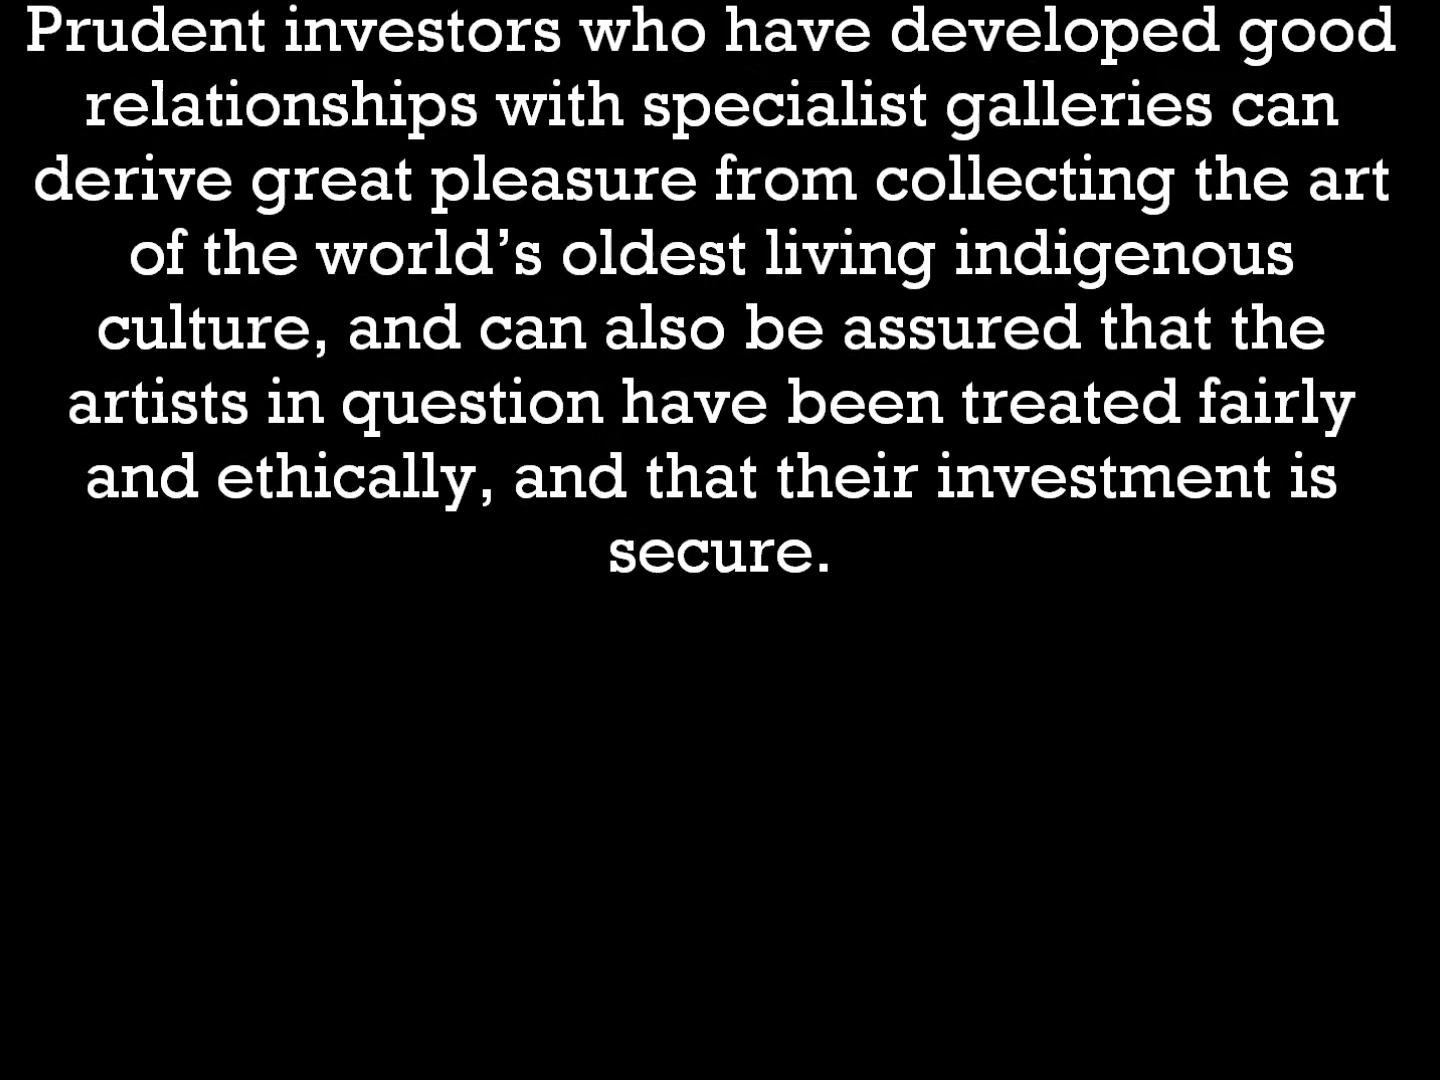 Prudent investors who have developed good
relationships with specialist galleries can
derive great pleasure from collecting the art
of the world’s oldest living indigenous
culture, and can also be assured that the
artists in question have been treated fairly
and ethically, and that their investment is
secure.